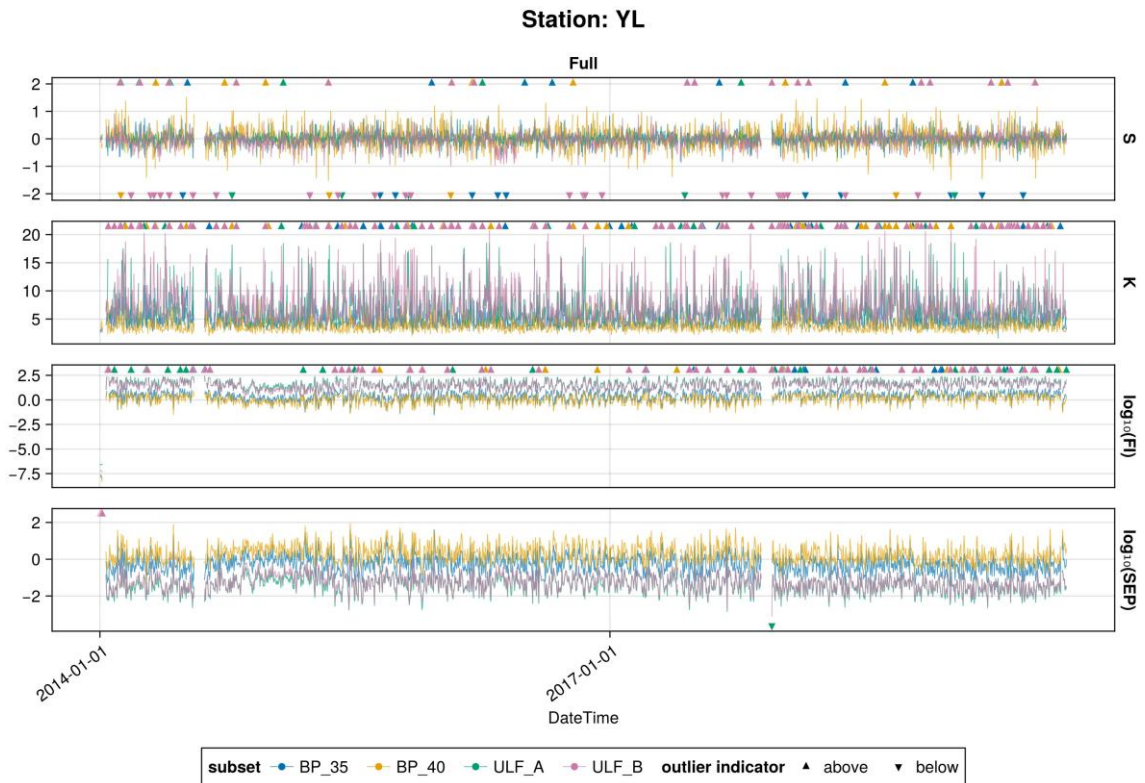 Station: YL
Full
2
1
0
−1
−2
S
20
15
10
5
K
2.5
0.0
−2.5
−5.0
−7.5
log₁₀(FI)
2
0
−2
log₁₀(SEP)
2014-01-01
2017-01-01
DateTime
subset BP_35 BP_40 ULF_A ULF_B outlier indicator above below